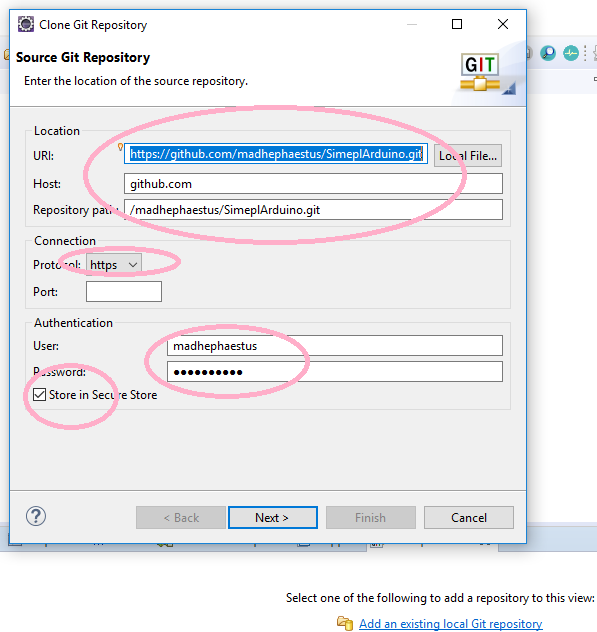 Clone Git Repository
Source Git Repository
Enter the location of the source repository.
GIT
Location
URI: https://github.com/madhephaestus/SimeplArduino.git Local File...
Host: github.com
Repository path: /madhephaestus/SimeplArduino.git
Connection
Protocol: https
Port:
Authentication
User: madhephaestus
Password: ●●●●●●●●●●
Store in Secure Store
? < Back Next > Finish Cancel
Select one of the following to add a repository to this view:
Add an existing local Git repository